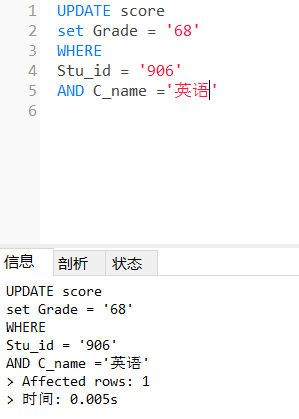 1 UPDATE score
2 set Grade = '68'
3 WHERE
4 Stu_id = '906'
5 AND C_name ='英语'
6
信息 剖析 状态
UPDATE score
set Grade = '68'
WHERE
Stu_id = '906'
AND C_name ='英语'
> Affected rows: 1
> 时间: 0.005s